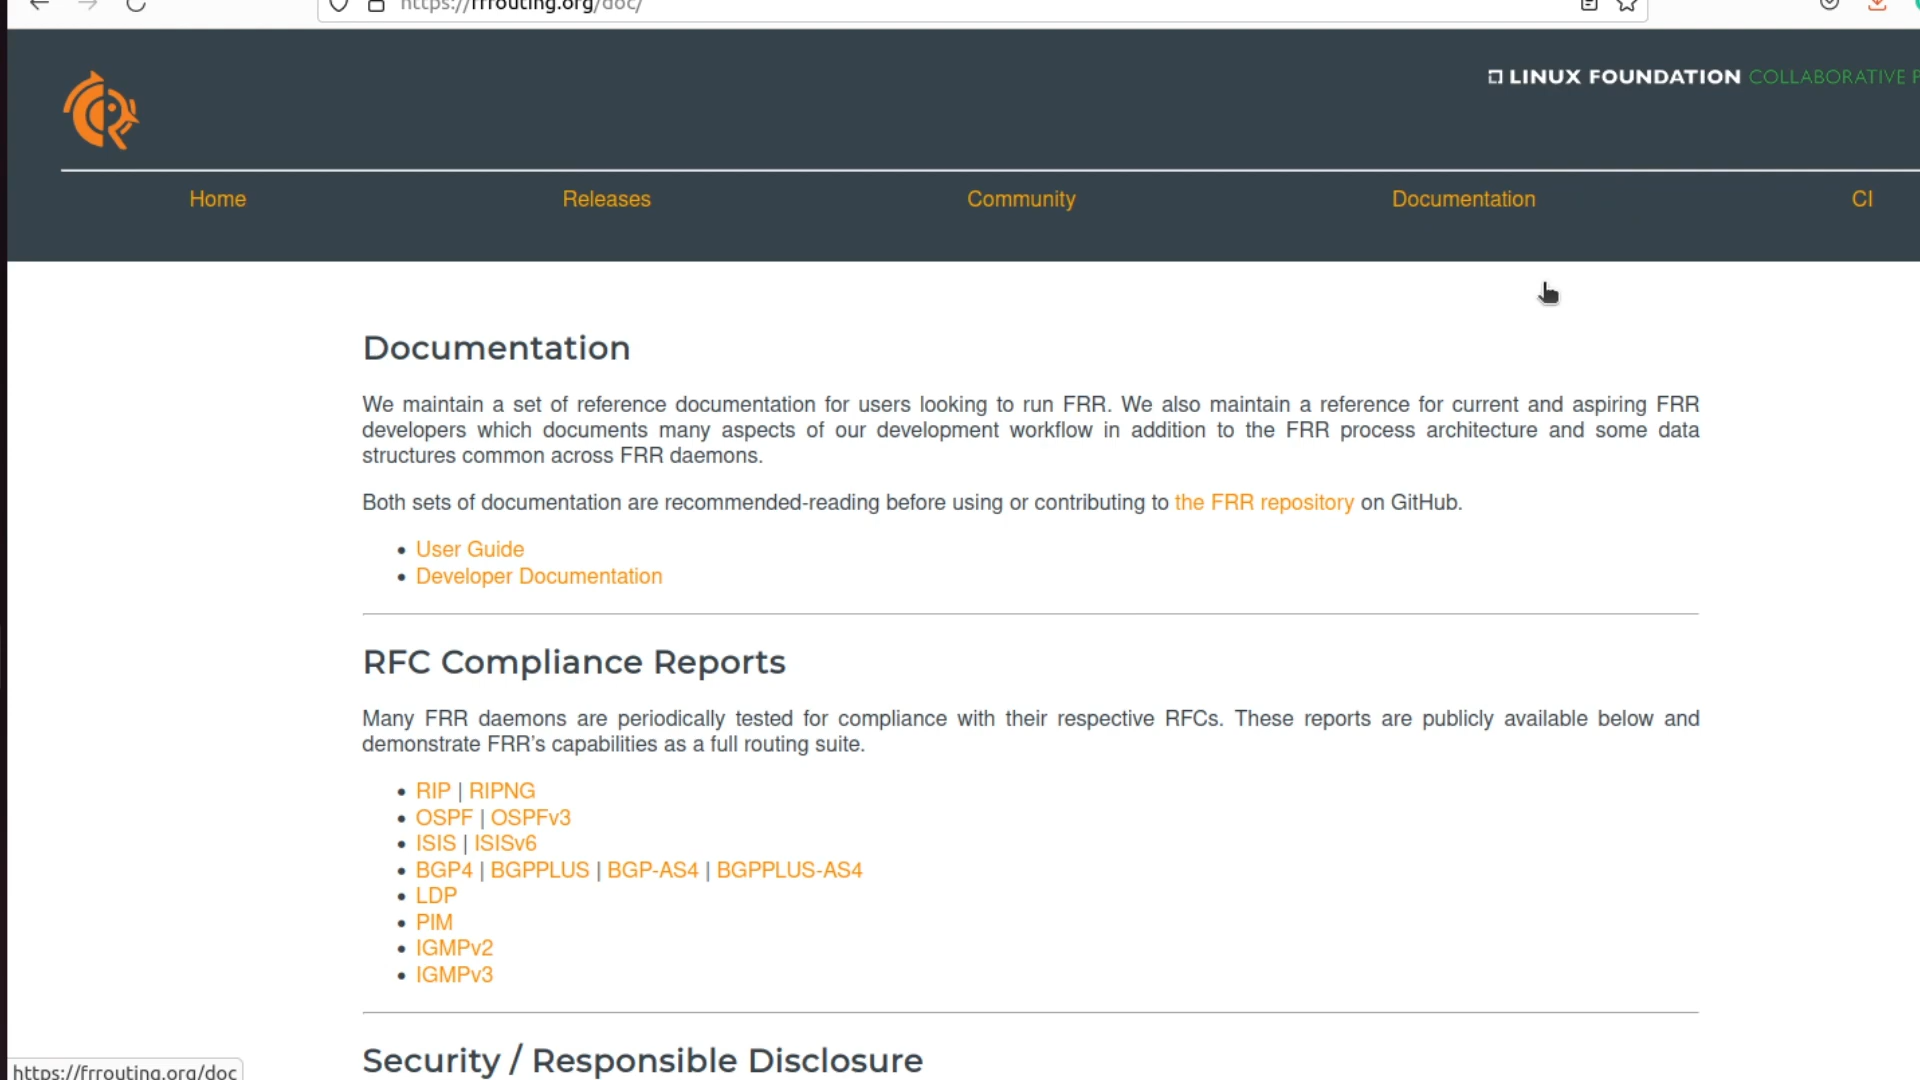 https://frrouting.org/doc/
LINUX FOUNDATION COLLABORATIVE P
Home Releases Community Documentation CI
Documentation
We maintain a set of reference documentation for users looking to run FRR. We also maintain a reference for current and aspiring FRR
developers which documents many aspects of our development workflow in addition to the FRR process architecture and some data
structures common across FRR daemons.
Both sets of documentation are recommended-reading before using or contributing to the FRR repository on GitHub.
• User Guide
• Developer Documentation
RFC Compliance Reports
Many FRR daemons are periodically tested for compliance with their respective RFCs. These reports are publicly available below and
demonstrate FRR’s capabilities as a full routing suite.
• RIP | RIPNG
• OSPF | OSPFv3
• ISIS | ISISv6
• BGP4 | BGPPLUS | BGP-AS4 | BGPPLUS-AS4
• LDP
• PIM
• IGMPv2
• IGMPv3
Security / Responsible Disclosure
https://frrouting.org/doc